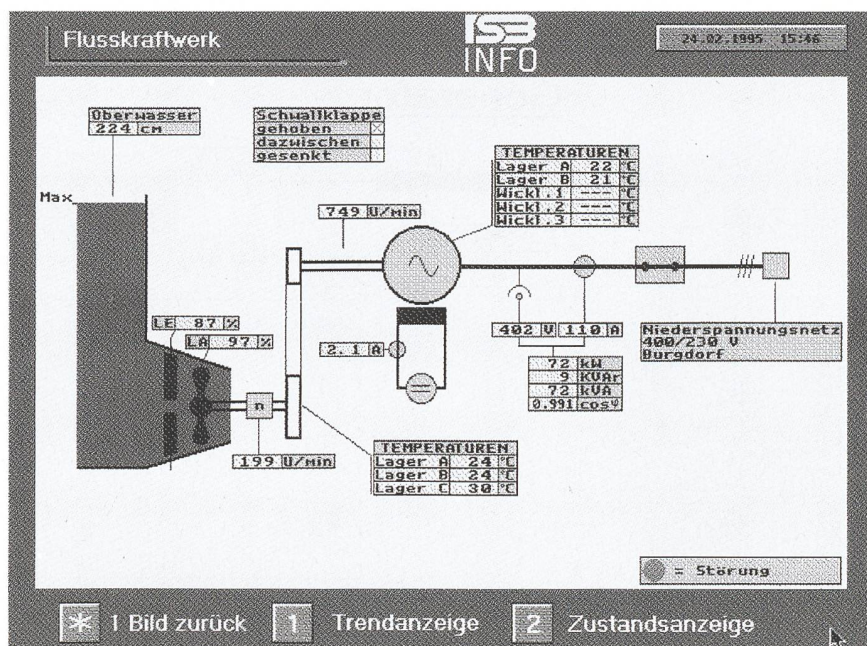 Flusskraftwerk
ISB
INFO
24.02.1995 15:46
Oberwasser
224 cm
Schwallklappe
gehoben
dazwischen
gesenkt
TEMPERATUREN
Lager A 22 °C
Lager B 21 °C
Wickl.1 --- °C
Wickl.2 --- °C
Wickl.3 --- °C
Max
749 U/min
LE 87 %
LA 97 %
2.1 A
402 V 110 A
Niederspannungsnetz
400/230 V
Burgdorf
72 kW
9 KVAr
72 kVA
0.991 cosφ
n
199 U/min
TEMPERATUREN
Lager A 24 °C
Lager B 24 °C
Lager C 30 °C
= Störung
* 1 Bild zurück 1 Trendanzeige 2 Zustandsanzeige